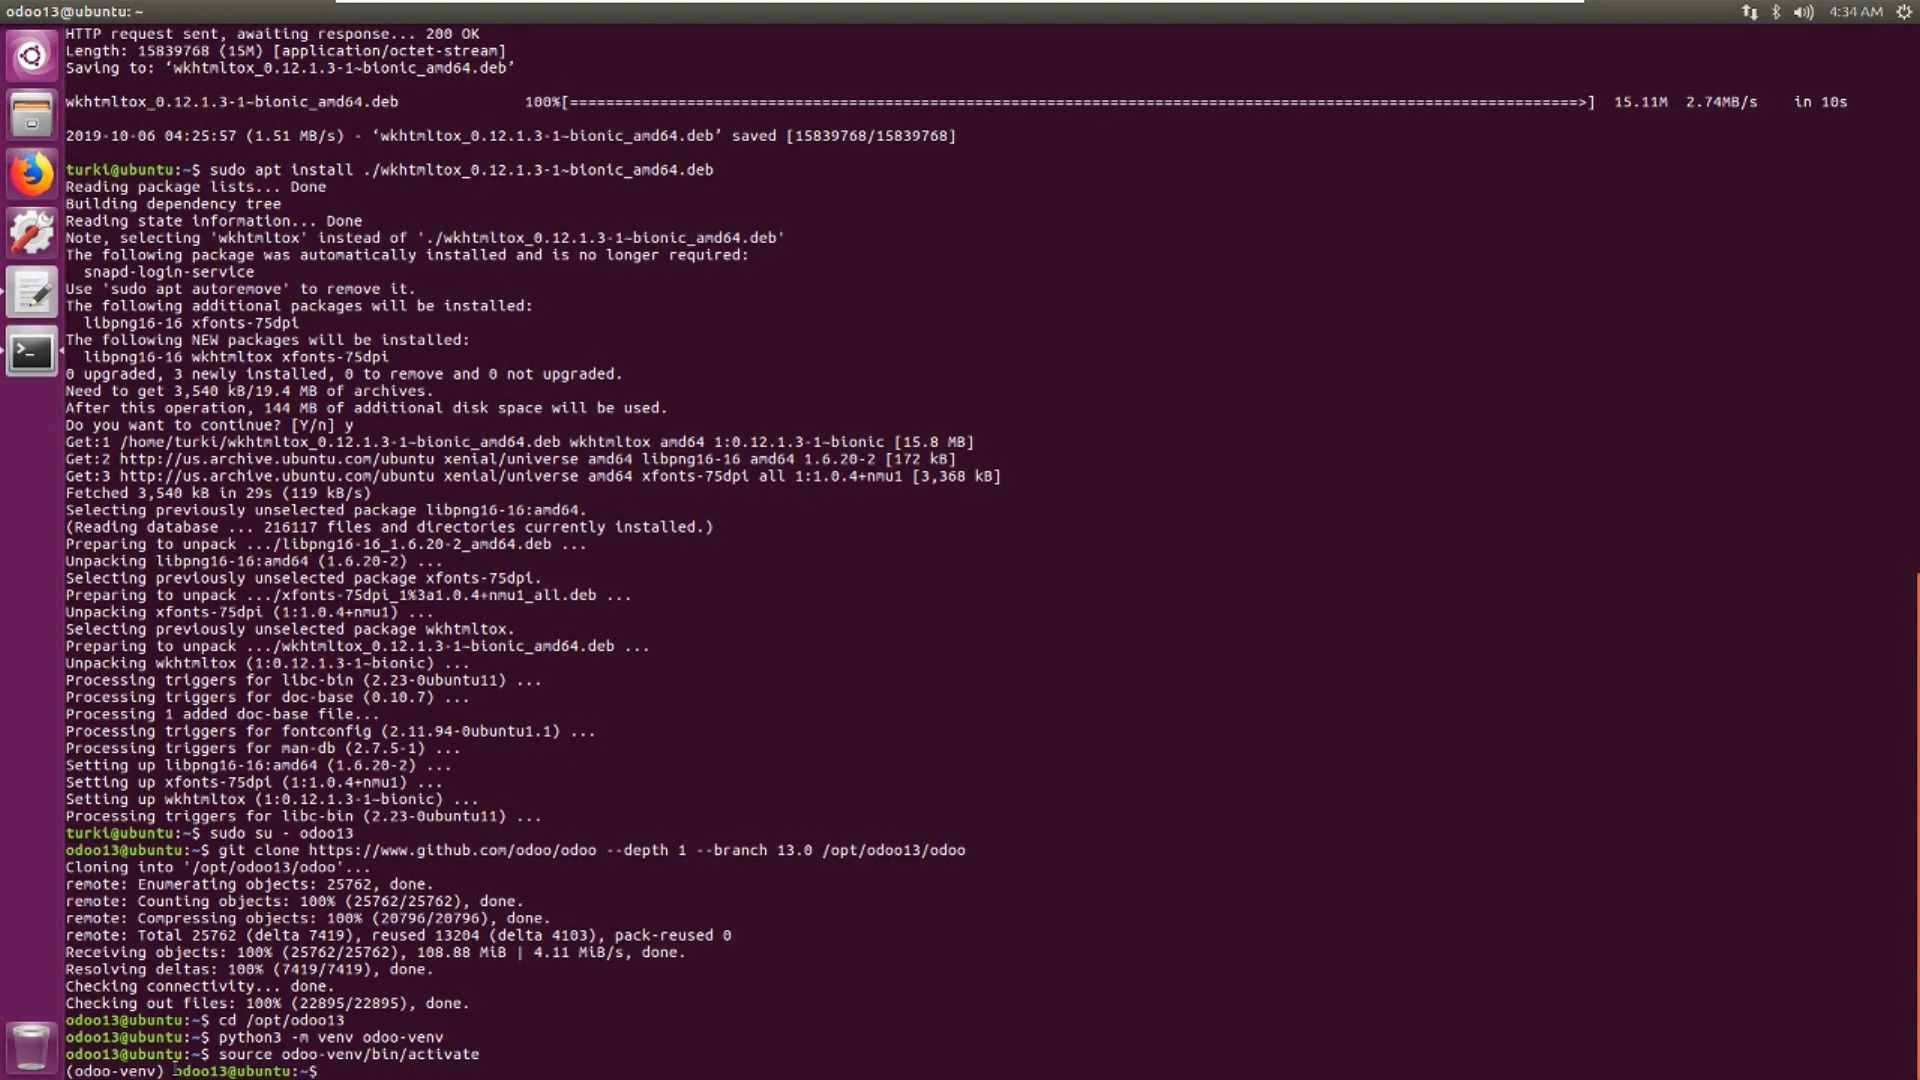 odoo13@ubuntu: ~
4:34 AM
HTTP request sent, awaiting response... 200 OK
Length: 15839768 (15M) [application/octet-stream]
Saving to: ‘wkhtmltox_0.12.1.3-1~bionic_amd64.deb’
wkhtmltox_0.12.1.3-1~bionic_amd64.deb 100%[=================================================================================================================>] 15.11M 2.74MB/s in 10s
2019-10-06 04:25:57 (1.51 MB/s) - ‘wkhtmltox_0.12.1.3-1~bionic_amd64.deb’ saved [15839768/15839768]
turki@ubuntu:~$ sudo apt install ./wkhtmltox_0.12.1.3-1~bionic_amd64.deb
Reading package lists... Done
Building dependency tree
Reading state information... Done
Note, selecting 'wkhtmltox' instead of './wkhtmltox_0.12.1.3-1~bionic_amd64.deb'
The following package was automatically installed and is no longer required:
snapd-login-service
Use 'sudo apt autoremove' to remove it.
The following additional packages will be installed:
libpng16-16 xfonts-75dpi
The following NEW packages will be installed:
libpng16-16 wkhtmltox xfonts-75dpi
0 upgraded, 3 newly installed, 0 to remove and 0 not upgraded.
Need to get 3,540 kB/19.4 MB of archives.
After this operation, 144 MB of additional disk space will be used.
Do you want to continue? [Y/n] y
Get:1 /home/turki/wkhtmltox_0.12.1.3-1~bionic_amd64.deb wkhtmltox amd64 1:0.12.1.3-1~bionic [15.8 MB]
Get:2 http://us.archive.ubuntu.com/ubuntu xenial/universe amd64 libpng16-16 amd64 1.6.20-2 [172 kB]
Get:3 http://us.archive.ubuntu.com/ubuntu xenial/universe amd64 xfonts-75dpi all 1:1.0.4+nmu1 [3,368 kB]
Fetched 3,540 kB in 29s (119 kB/s)
Selecting previously unselected package libpng16-16:amd64.
(Reading database ... 216117 files and directories currently installed.)
Preparing to unpack .../libpng16-16_1.6.20-2_amd64.deb ...
Unpacking libpng16-16:amd64 (1.6.20-2) ...
Selecting previously unselected package xfonts-75dpi.
Preparing to unpack .../xfonts-75dpi_1%3a1.0.4+nmu1_all.deb ...
Unpacking xfonts-75dpi (1:1.0.4+nmu1) ...
Selecting previously unselected package wkhtmltox.
Preparing to unpack .../wkhtmltox_0.12.1.3-1~bionic_amd64.deb ...
Unpacking wkhtmltox (1:0.12.1.3-1~bionic) ...
Processing triggers for libc-bin (2.23-0ubuntu11) ...
Processing triggers for doc-base (0.10.7) ...
Processing 1 added doc-base file...
Processing triggers for fontconfig (2.11.94-0ubuntu1.1) ...
Processing triggers for man-db (2.7.5-1) ...
Setting up libpng16-16:amd64 (1.6.20-2) ...
Setting up xfonts-75dpi (1:1.0.4+nmu1) ...
Setting up wkhtmltox (1:0.12.1.3-1~bionic) ...
Processing triggers for libc-bin (2.23-0ubuntu11) ...
turki@ubuntu:~$ sudo su - odoo13
odoo13@ubuntu:~$ git clone https://www.github.com/odoo/odoo --depth 1 --branch 13.0 /opt/odoo13/odoo
Cloning into '/opt/odoo13/odoo'...
remote: Enumerating objects: 25762, done.
remote: Counting objects: 100% (25762/25762), done.
remote: Compressing objects: 100% (20796/20796), done.
remote: Total 25762 (delta 7419), reused 13204 (delta 4103), pack-reused 0
Receiving objects: 100% (25762/25762), 108.88 MiB | 4.11 MiB/s, done.
Resolving deltas: 100% (7419/7419), done.
Checking connectivity... done.
Checking out files: 100% (22895/22895), done.
odoo13@ubuntu:~$ cd /opt/odoo13
odoo13@ubuntu:~$ python3 -m venv odoo-venv
odoo13@ubuntu:~$ source odoo-venv/bin/activate
(odoo-venv) odoo13@ubuntu:~$